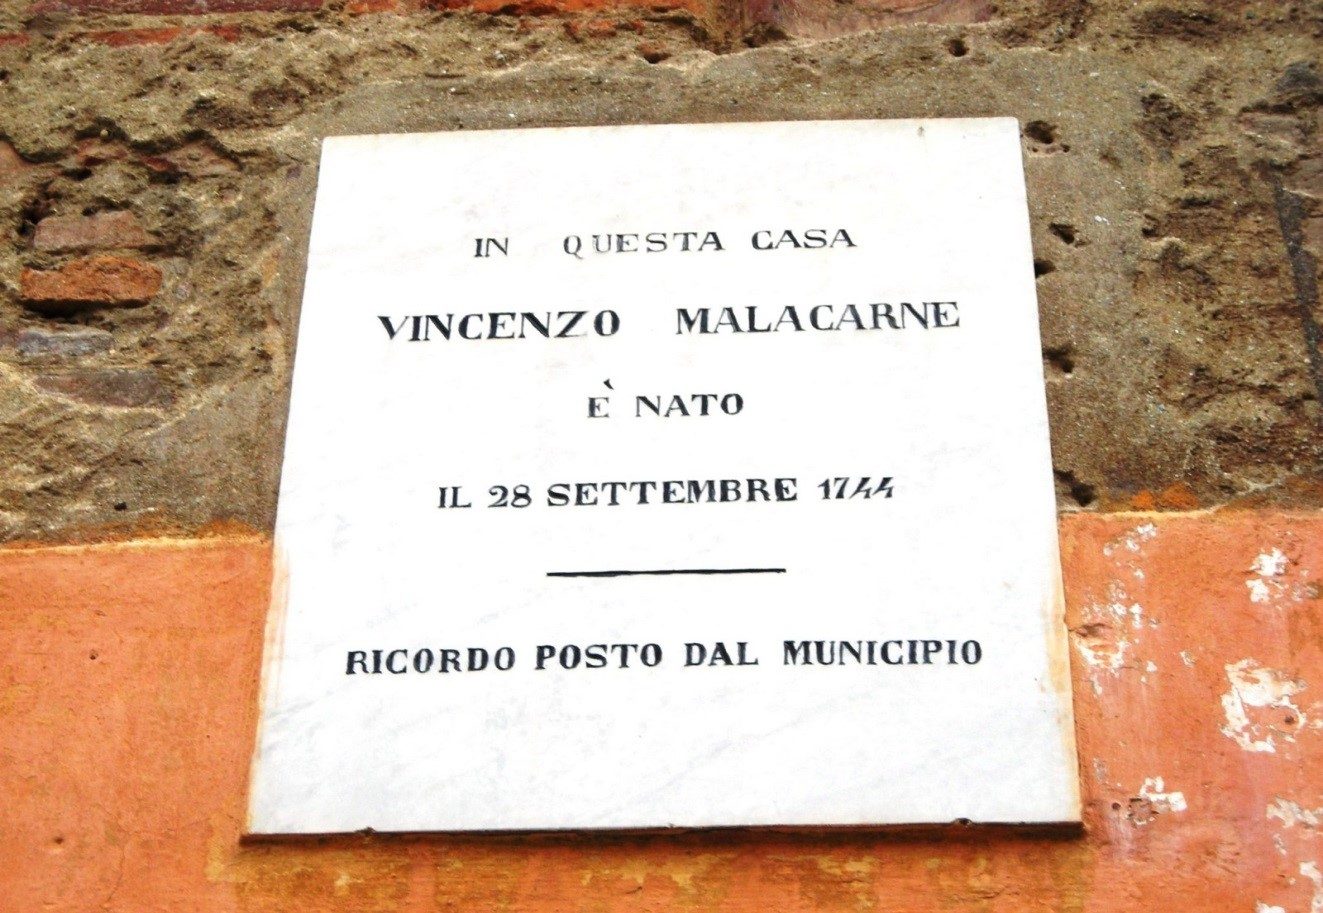 IN QUESTA CASA
VINCENZO MALACARNE
È NATO
IL 28 SETTEMBRE 1744
RICORDO POSTO DAL MUNICIPIO